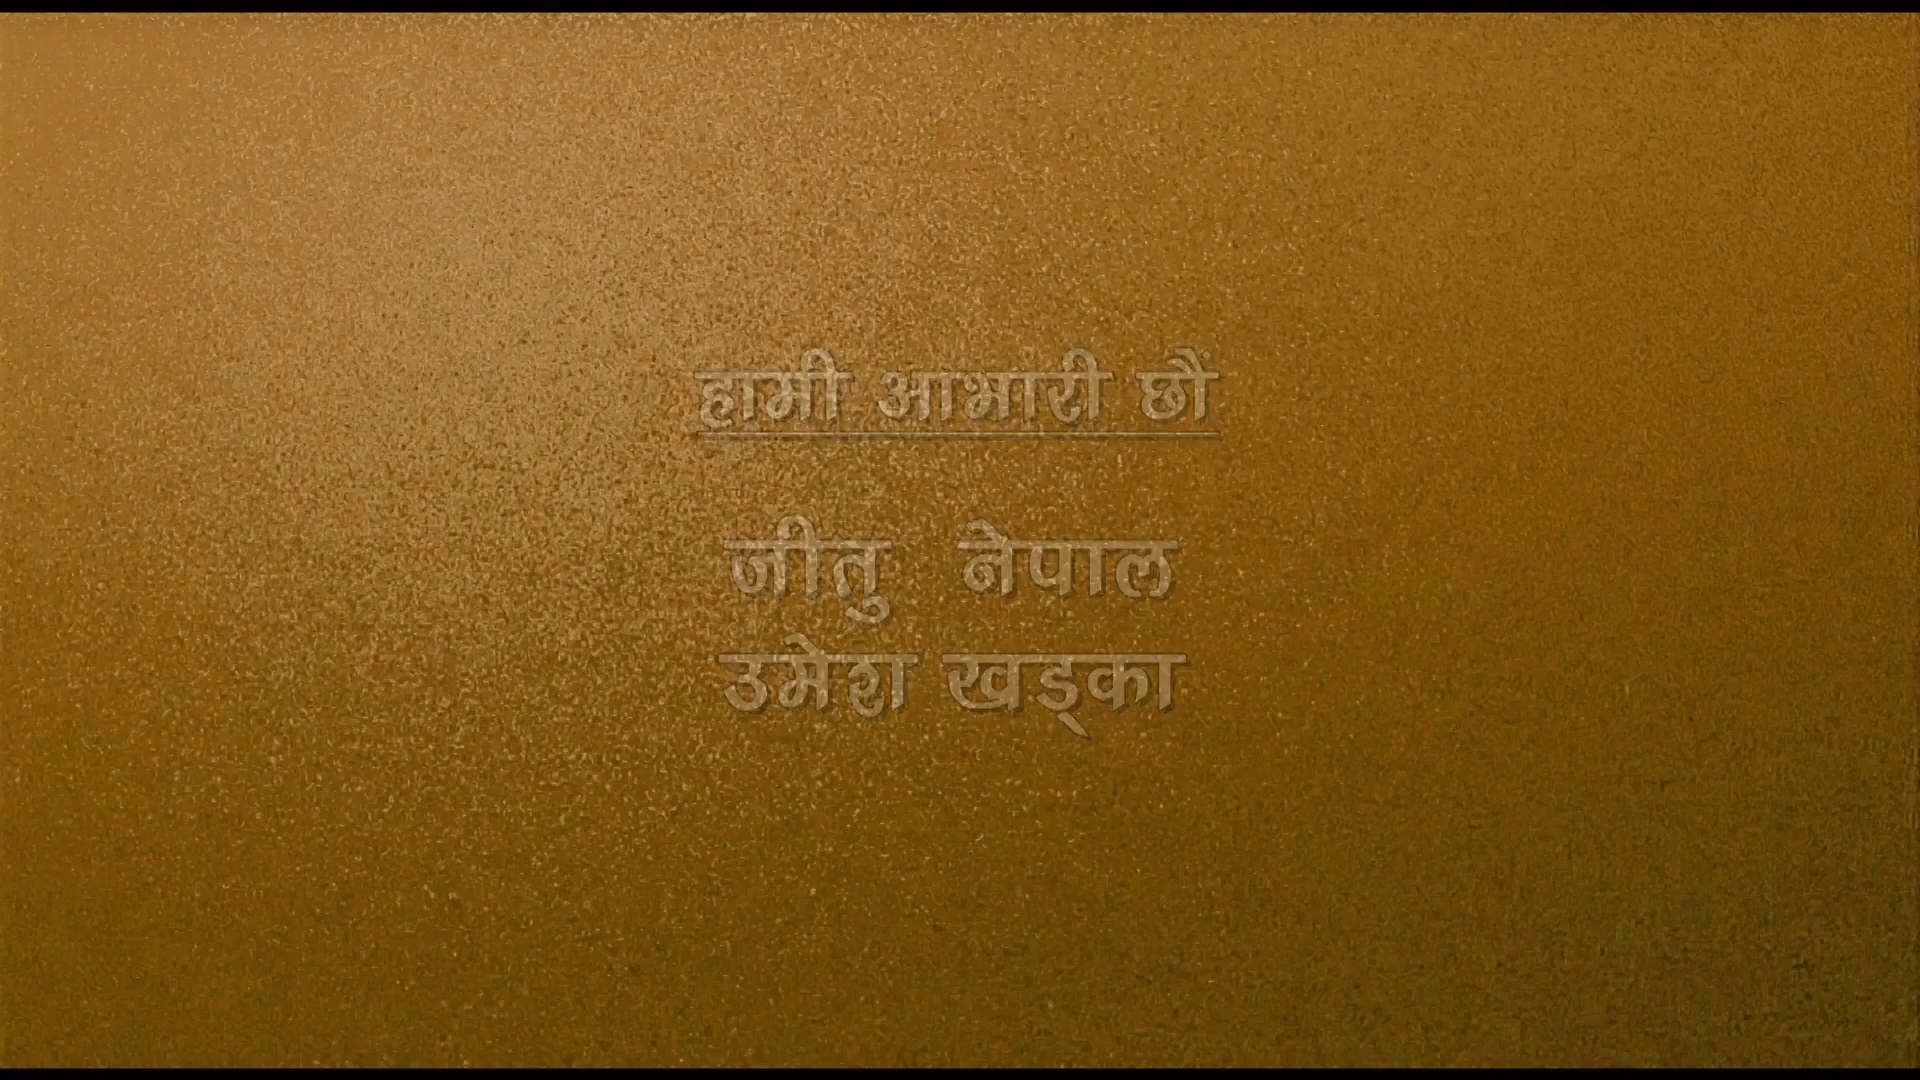 हामी आभारी छौं
जीतु नेपाल
उमेश खड्का